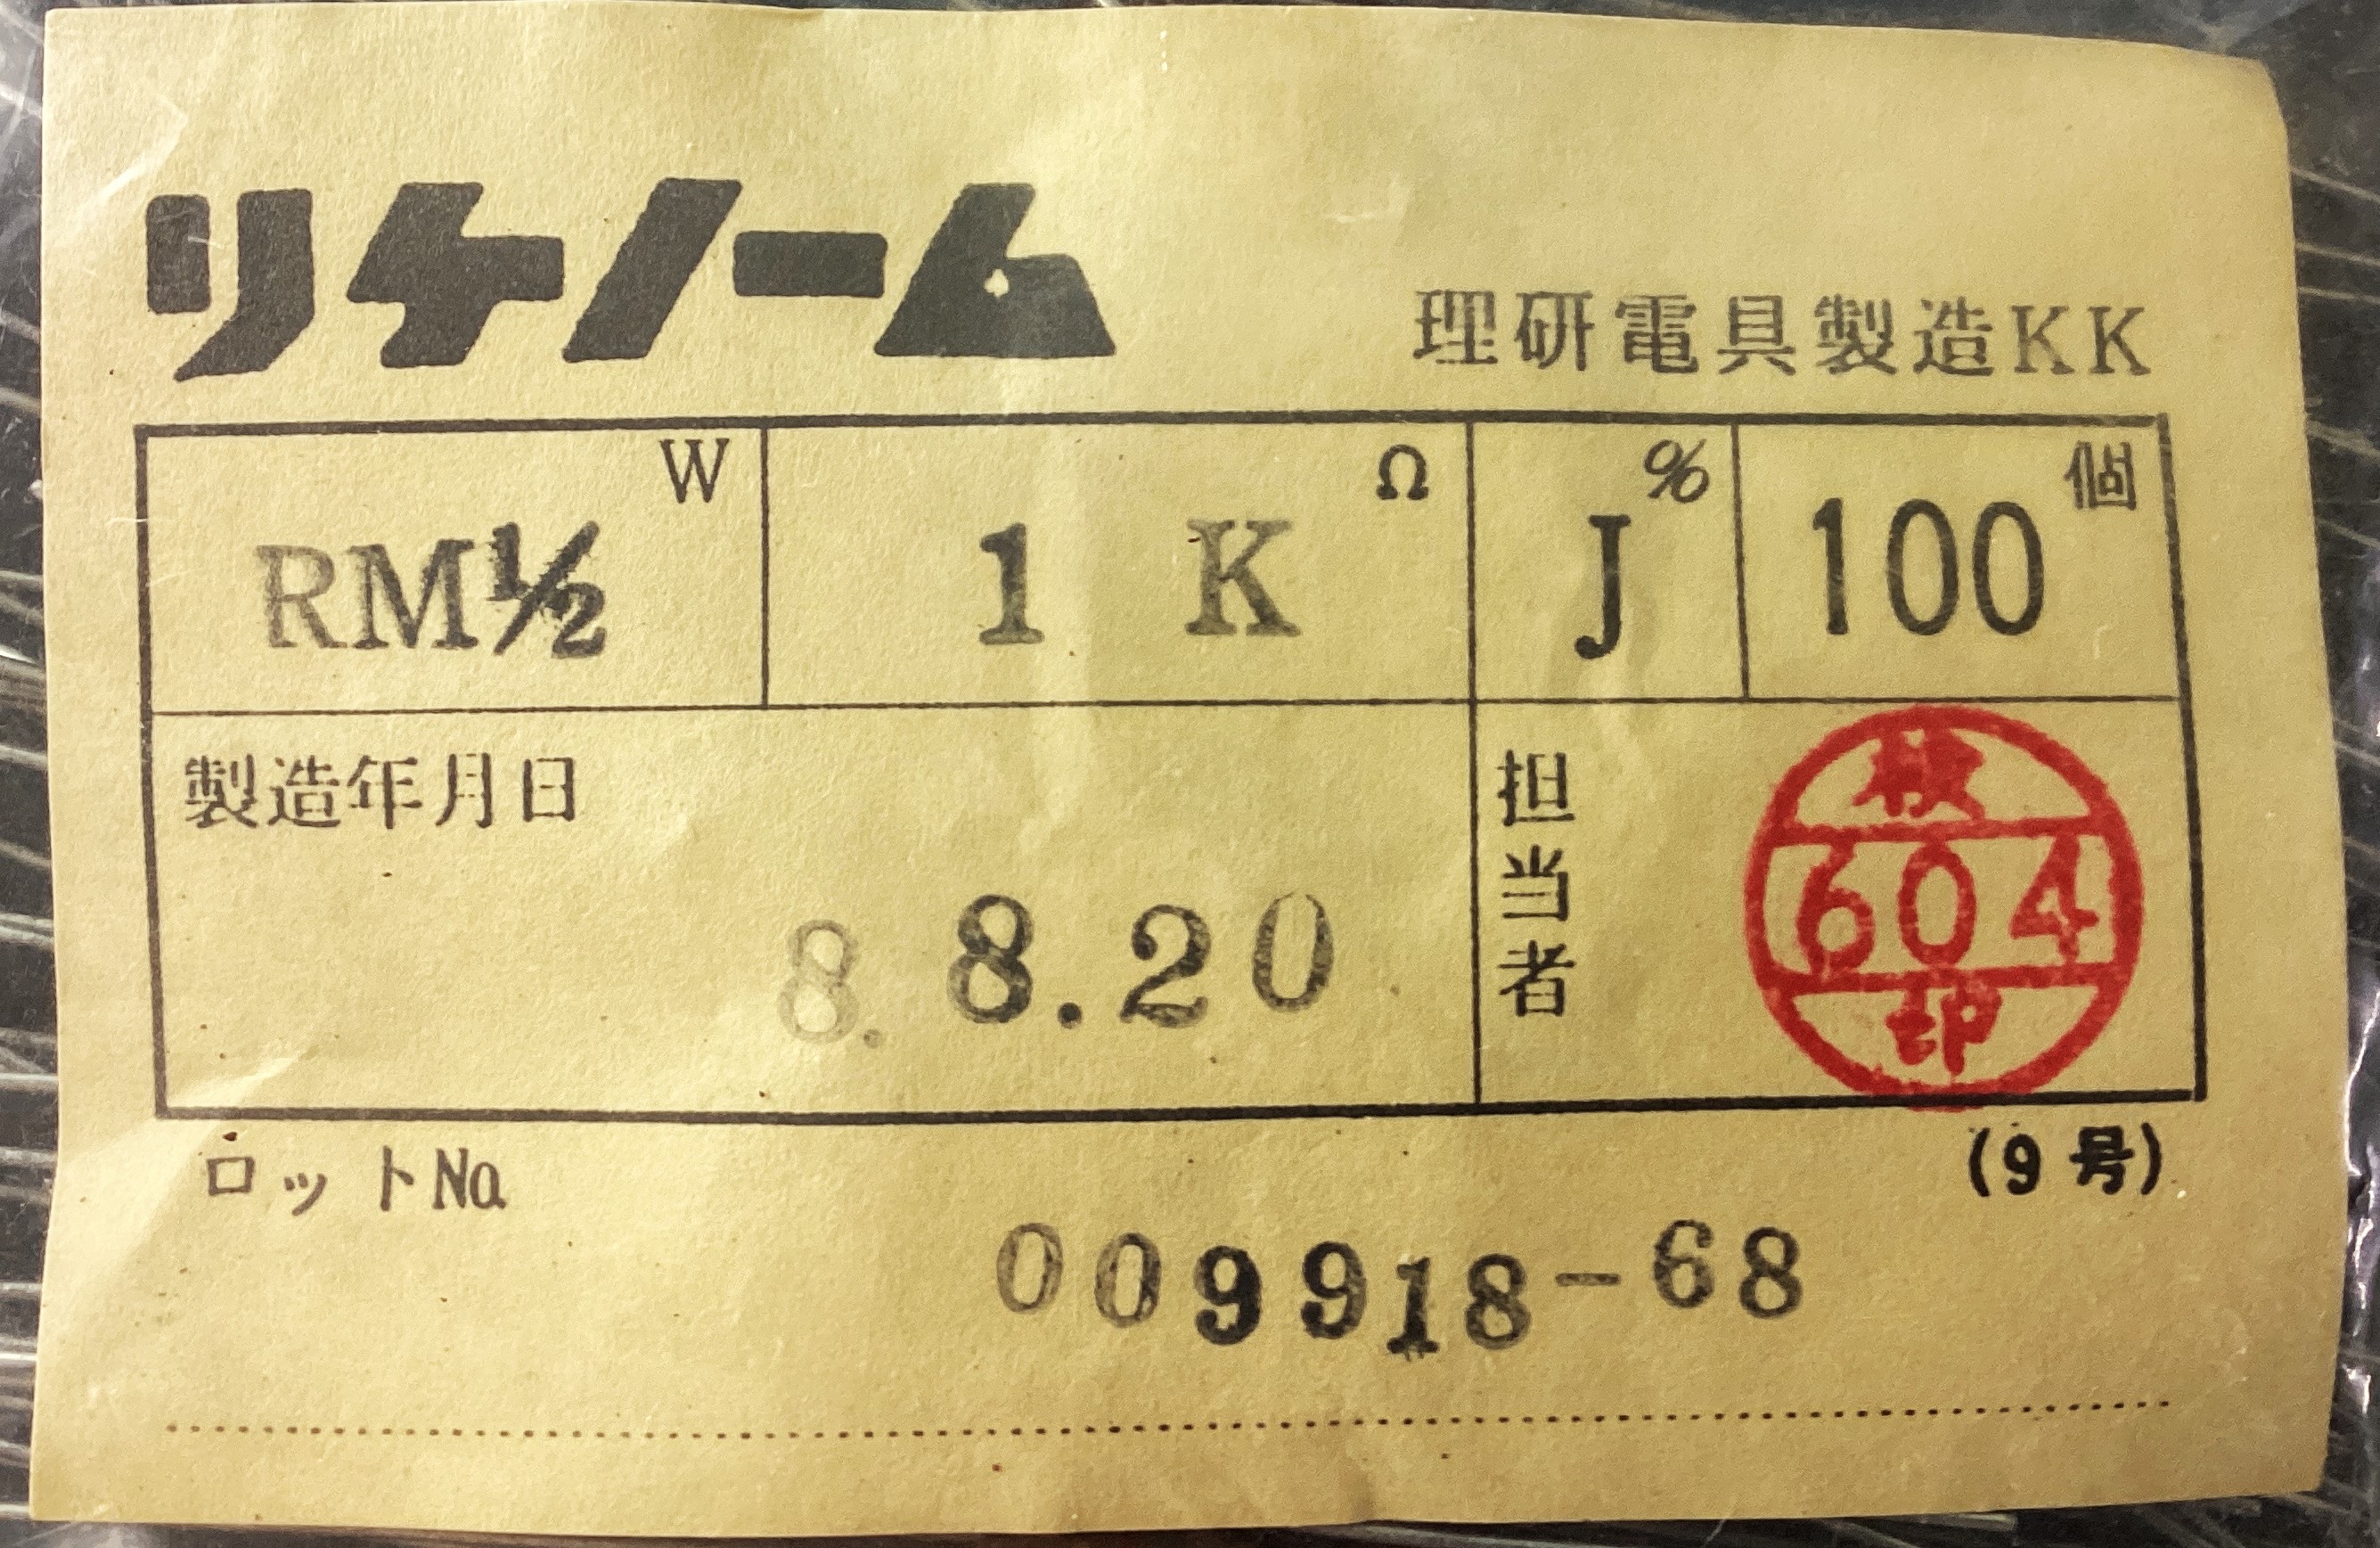 リケノーム
理研電具製造KK
W Ω % 個
RM½ 1 K J 100
製造年月日
8. 8.20
担当者
検
604
印
ロットNo.
(9号)
009918-68